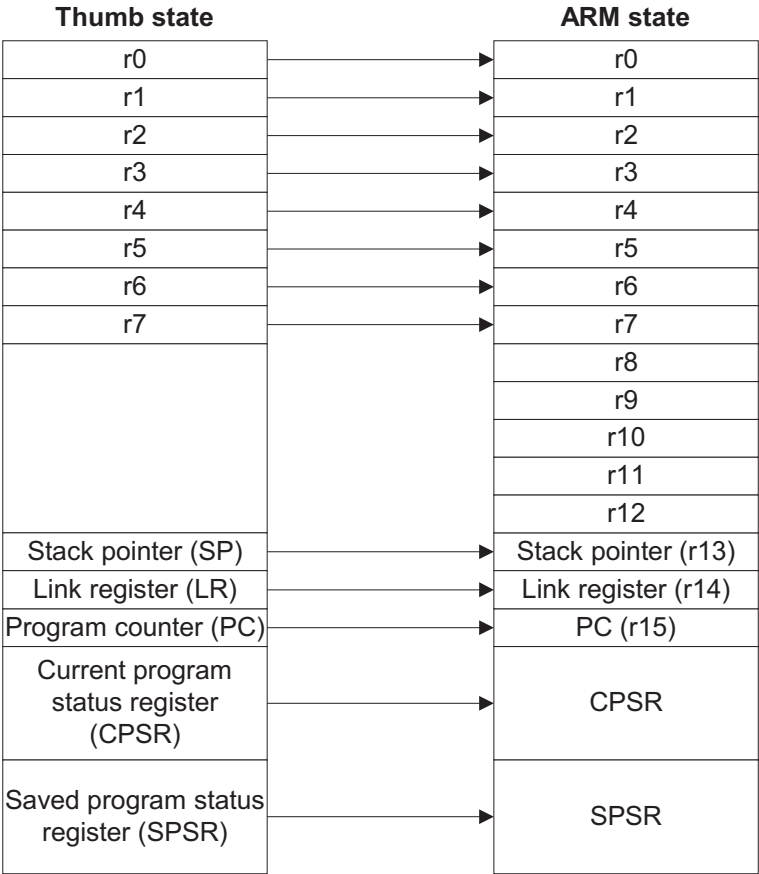 Thumb state
ARM state
r0
r0
r1
r1
r2
r2
r3
r3
r4
r4
r5
r5
r6
r6
r7
r7
r8
r9
r10
r11
r12
Stack pointer (SP)
Stack pointer (r13)
Link register (LR)
Link register (r14)
Program counter (PC)
PC (r15)
Current program
status register
(CPSR)
CPSR
Saved program status
register (SPSR)
SPSR